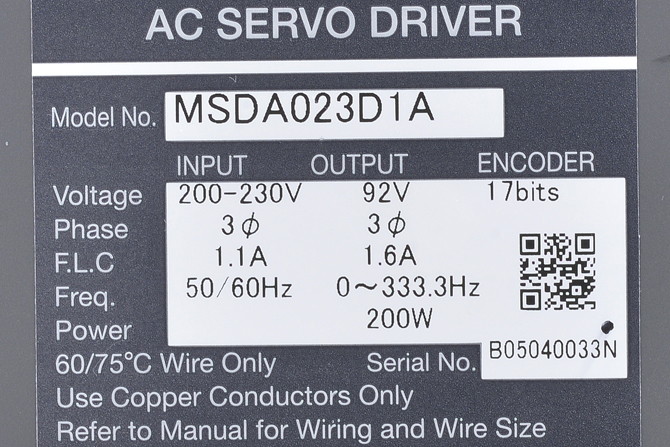 AC SERVO DRIVER
Model No. MSDA023D1A
INPUT OUTPUT ENCODER
Voltage 200-230V 92V 17bits
Phase 3ϕ 3ϕ
F.L.C 1.1A 1.6A
Freq. 50/60Hz 0～333.3Hz
Power 200W
60/75°C Wire Only Serial No. B05040033N
Use Copper Conductors Only
Refer to Manual for Wiring and Wire Size